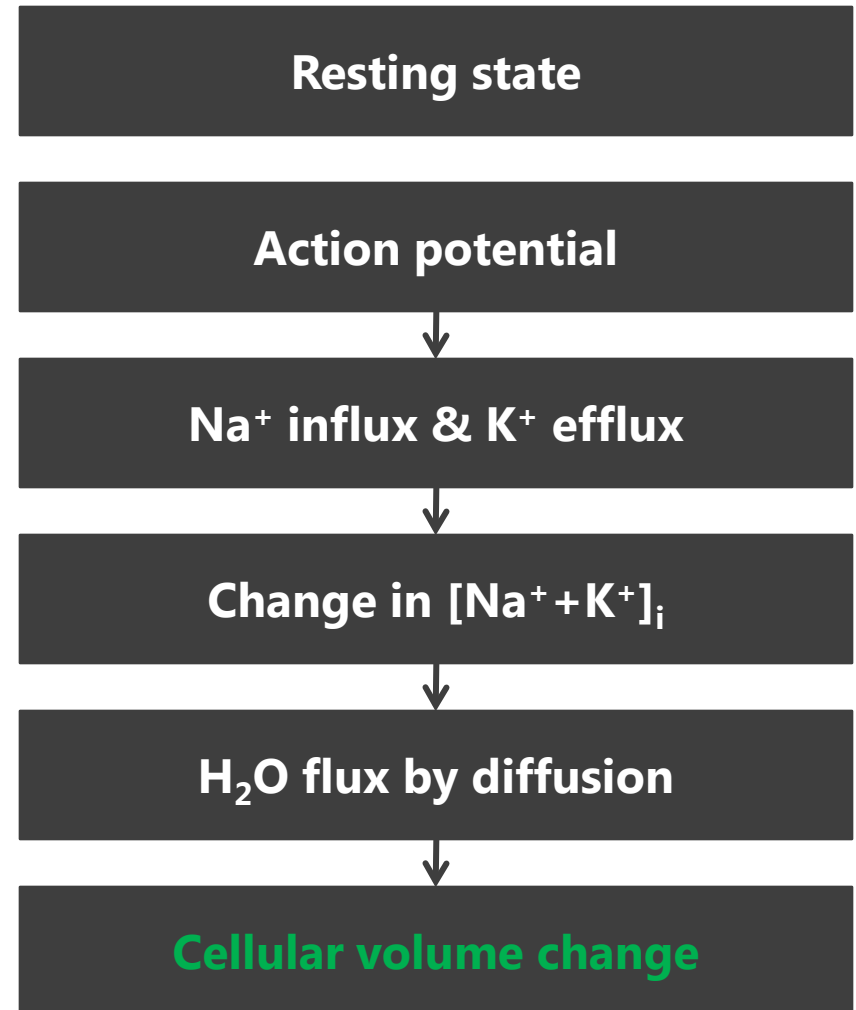 Resting state
Action potential
Na⁺ influx & K⁺ efflux
Change in [Na⁺+K⁺]ᵢ
H₂O flux by diffusion
Cellular volume change